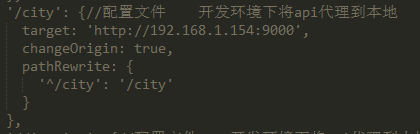 '/city': {//配置文件    开发环境下将api代理到本地
  target: 'http://192.168.1.154:9000',
  changeOrigin: true,
  pathRewrite: {
    '^/city': '/city'
  }
},